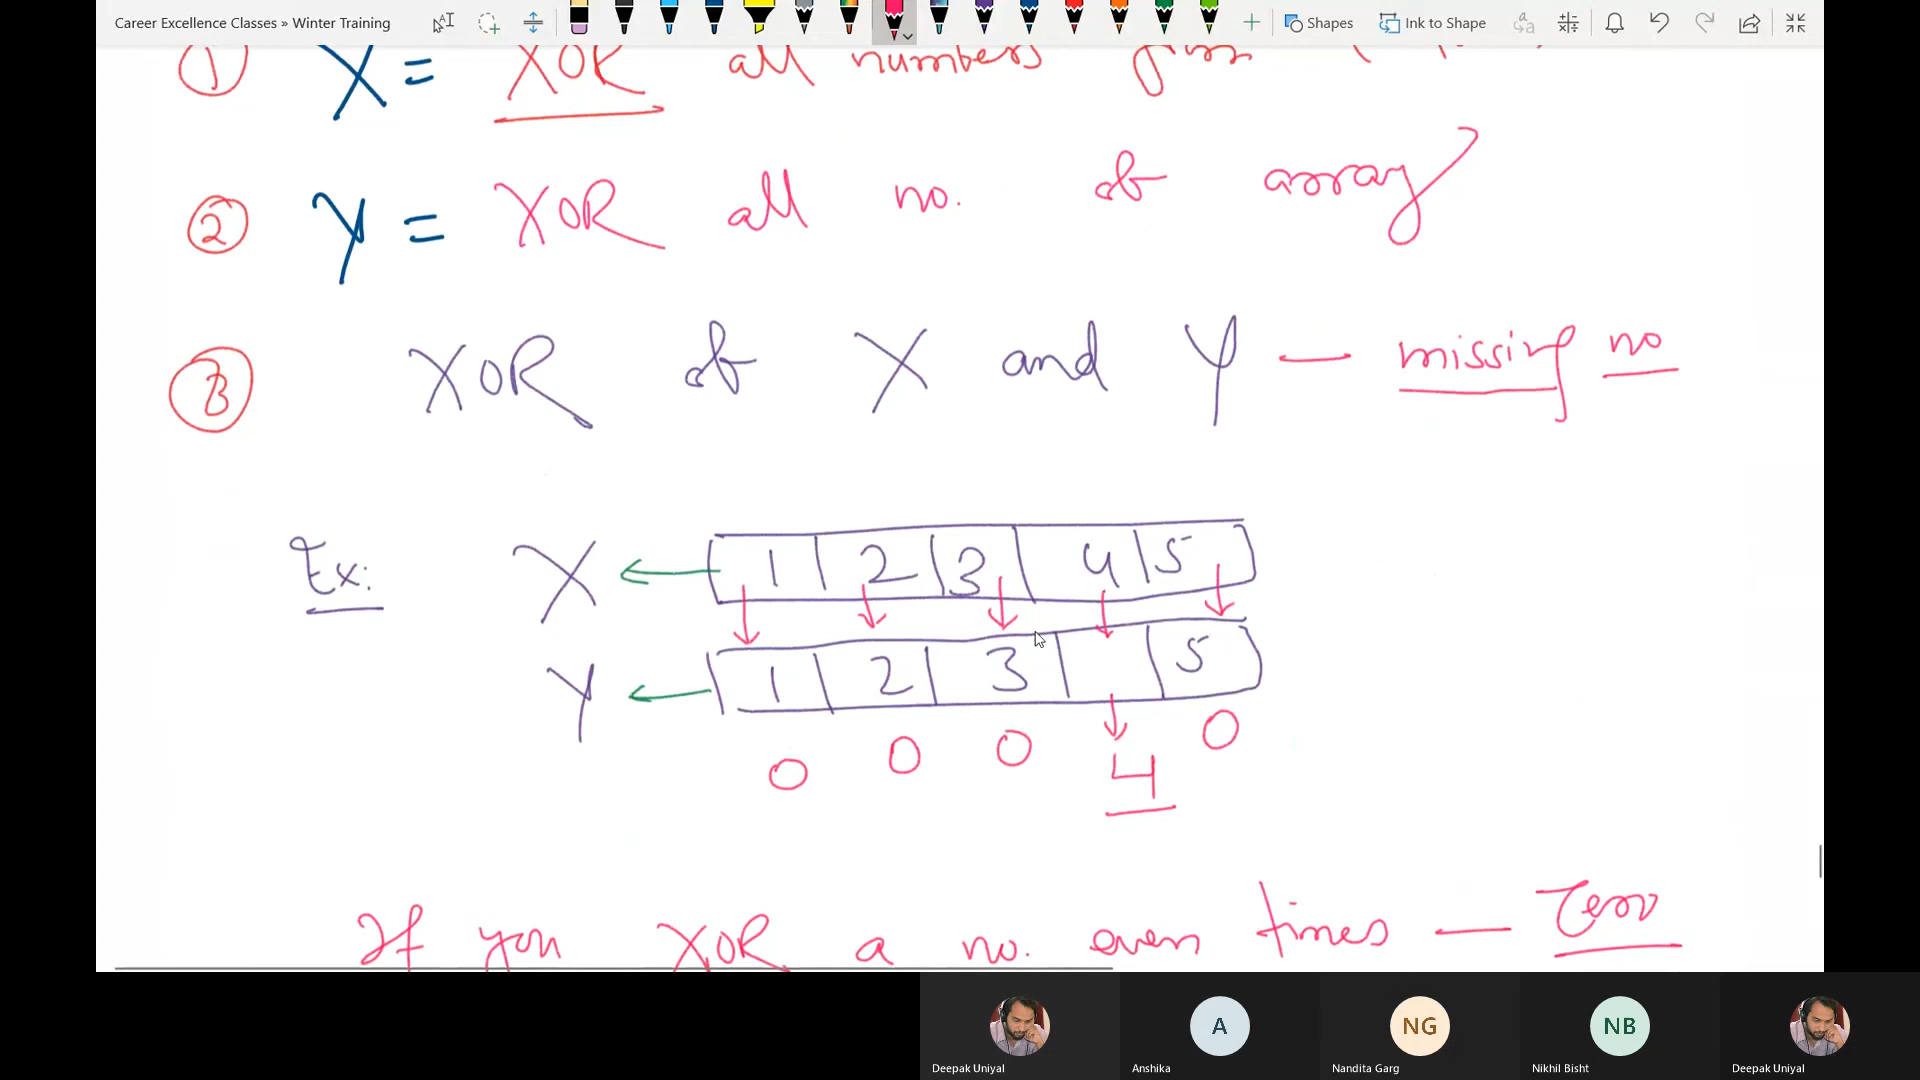 Career Excellence Classes » Winter Training
Shapes
Ink to Shape
① X = XOR all numbers
② Y = XOR all no. of array
③ XOR of X and Y — missing no
Ex: X ← 1 2 3 4 5
Y ← 1 2 3 5
0 0 0 4 0
If you XOR a no. even times — Zero
A NG NB
Deepak Uniyal Anshika Nandita Garg Nikhil Bisht Deepak Uniyal